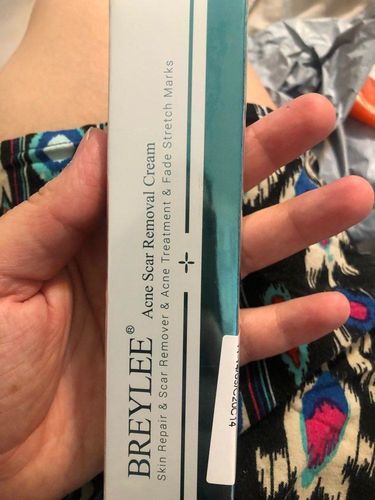 BREYLEE® Acne Scar Removal Cream
Skin Repair & Scar Remover & Acne Treatment & Fade Stretch Marks